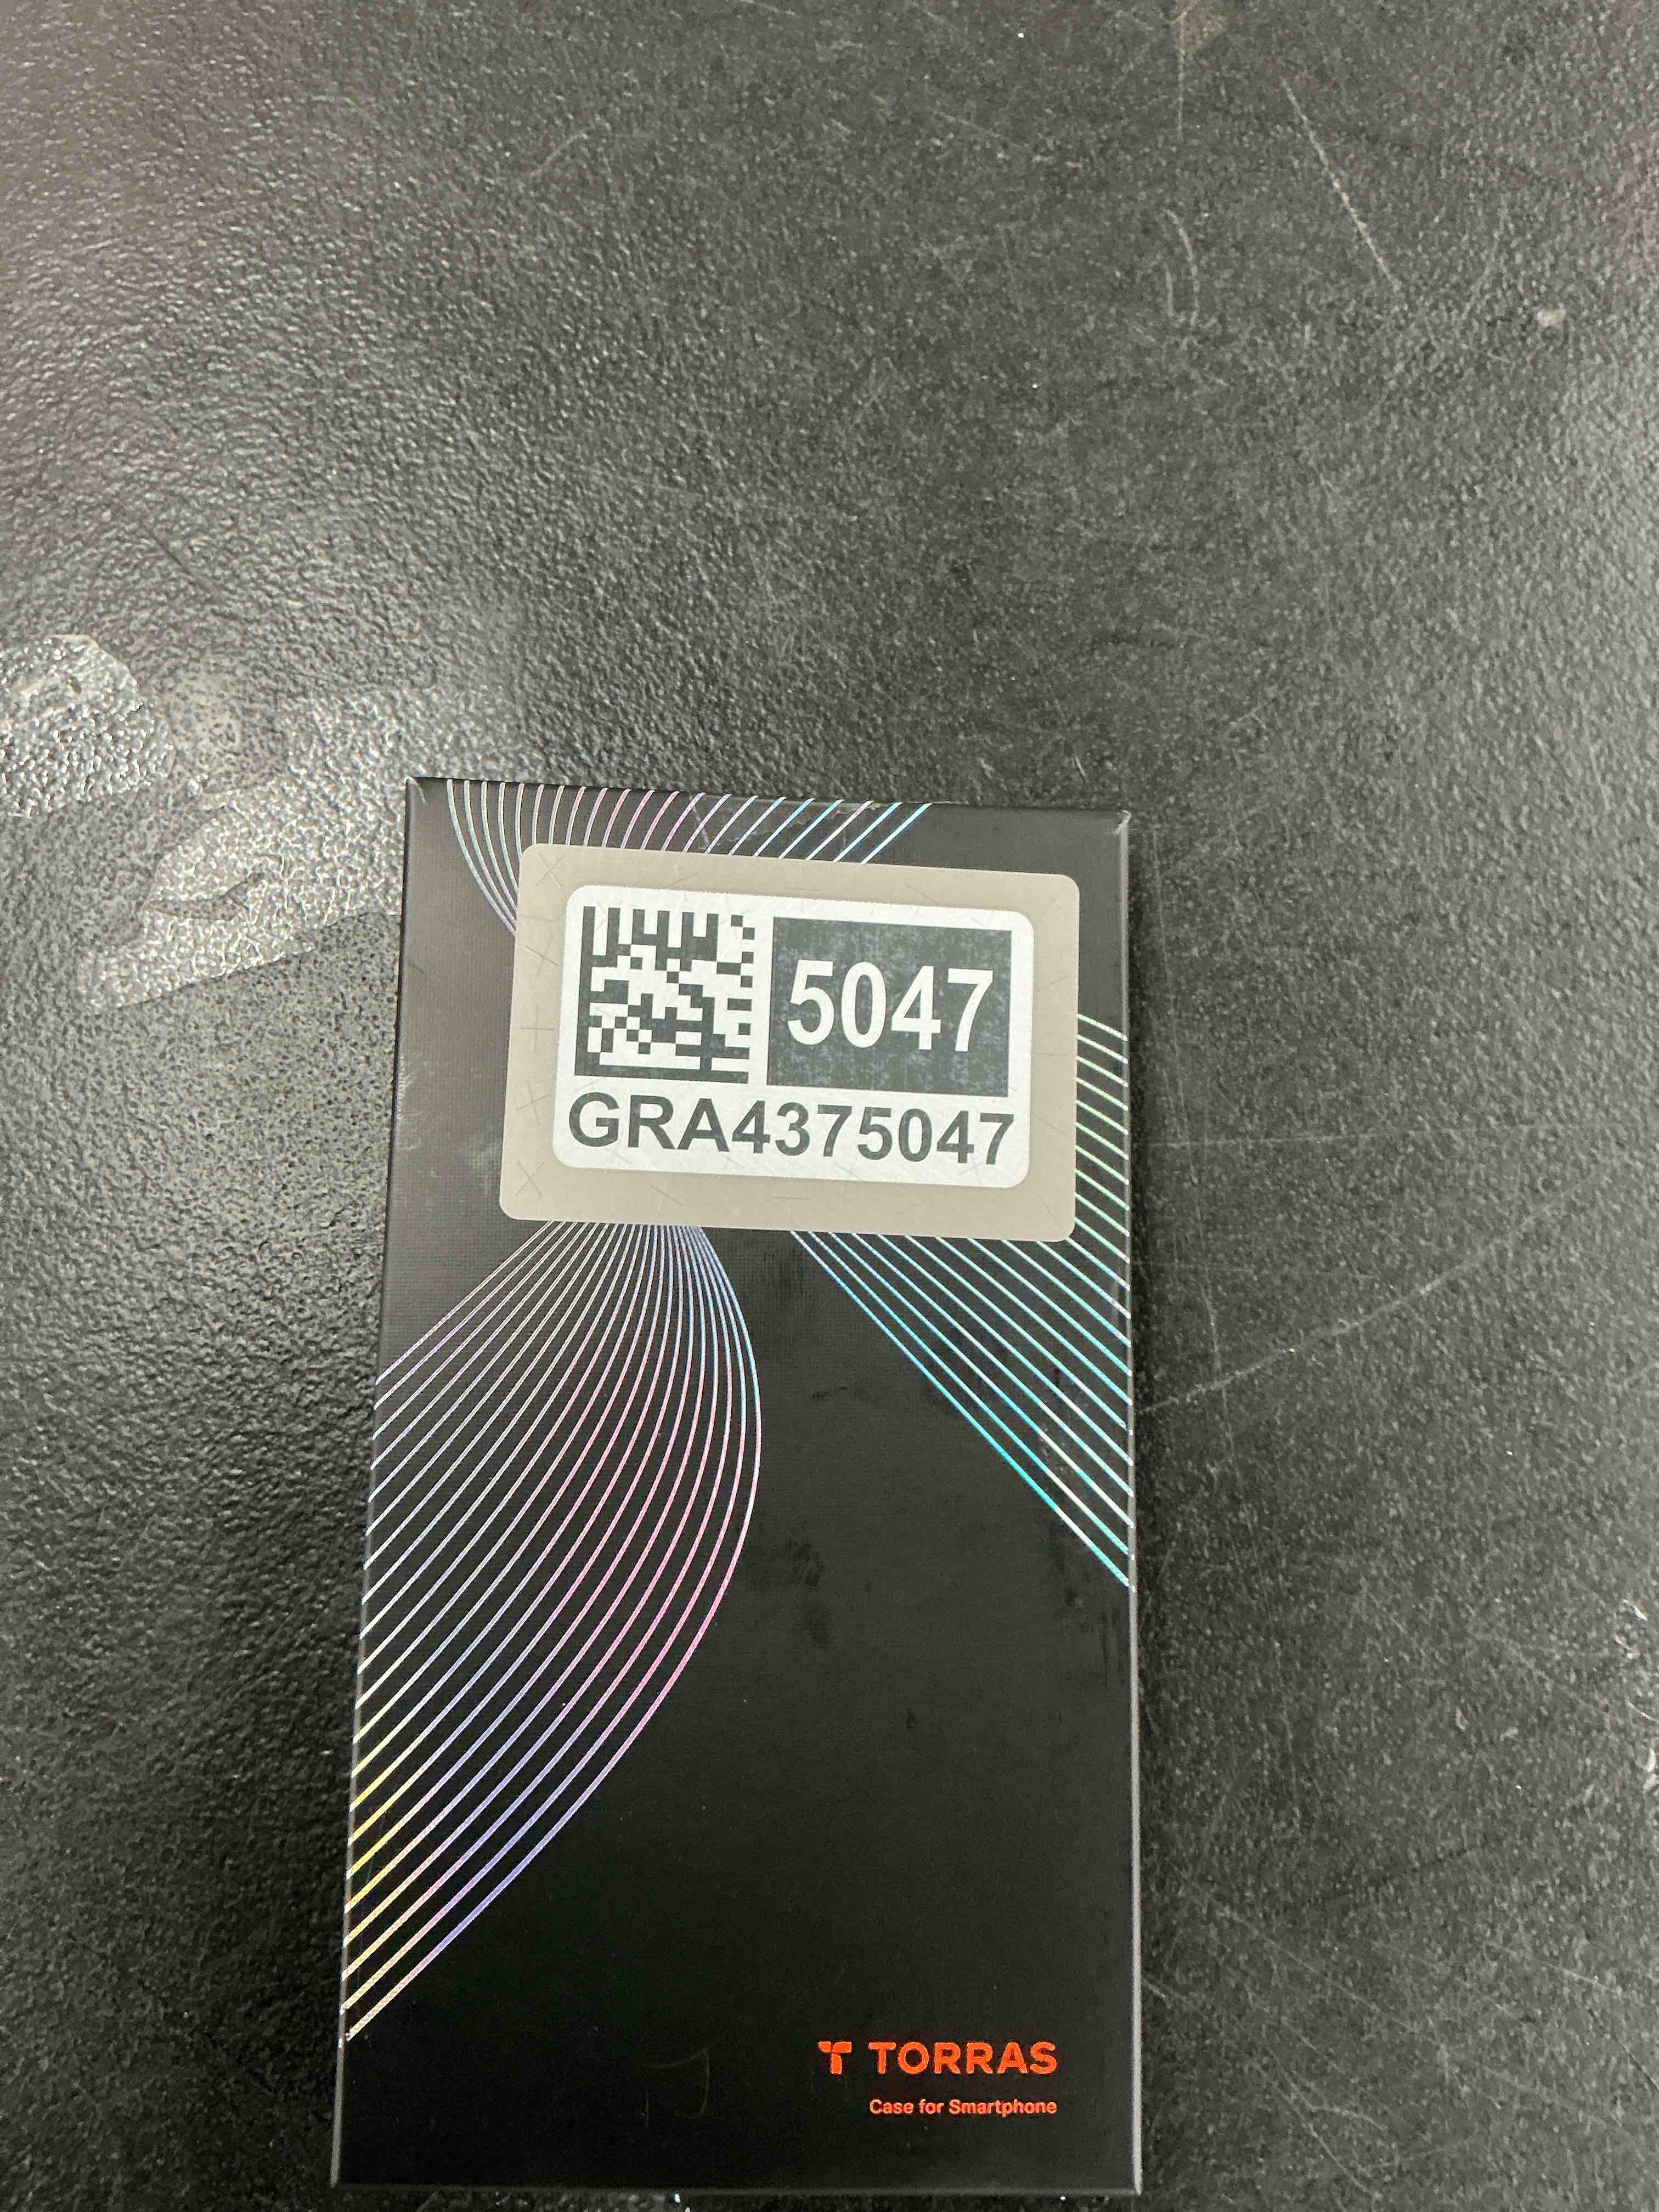 5047
GRA4375047
TORRAS
Case for Smartphone